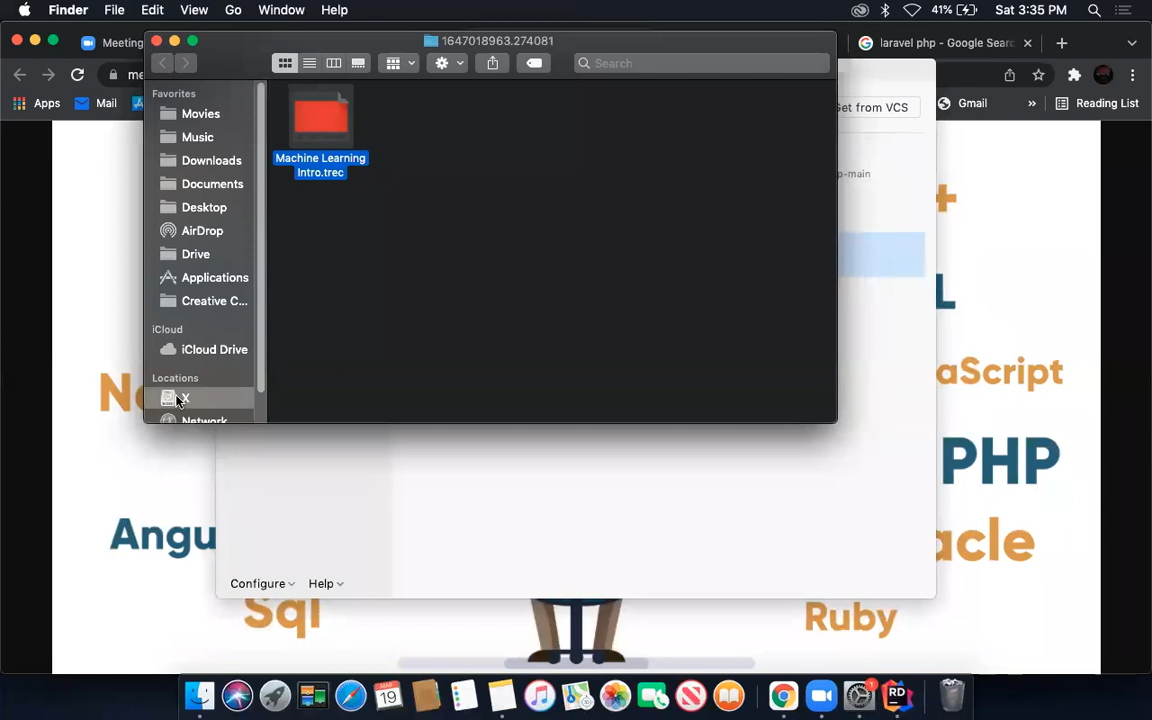 Finder File Edit View Go Window Help 41% Sat 3:35 PM
Meeting laravel php - Google Searc
1647018963.274081
me
Search
Apps Mail Gmail » Reading List
Favorites
Movies
Music
Downloads
Documents
Desktop
AirDrop
Drive
Applications
Creative C...
iCloud
iCloud Drive
Locations
X
Network
Machine Learning
Intro.trec
Get from VCS
p-main
+
L
N
aScript
PHP
Angu
acle
Configure Help
Sql
Ruby
MAR
19
1
RD